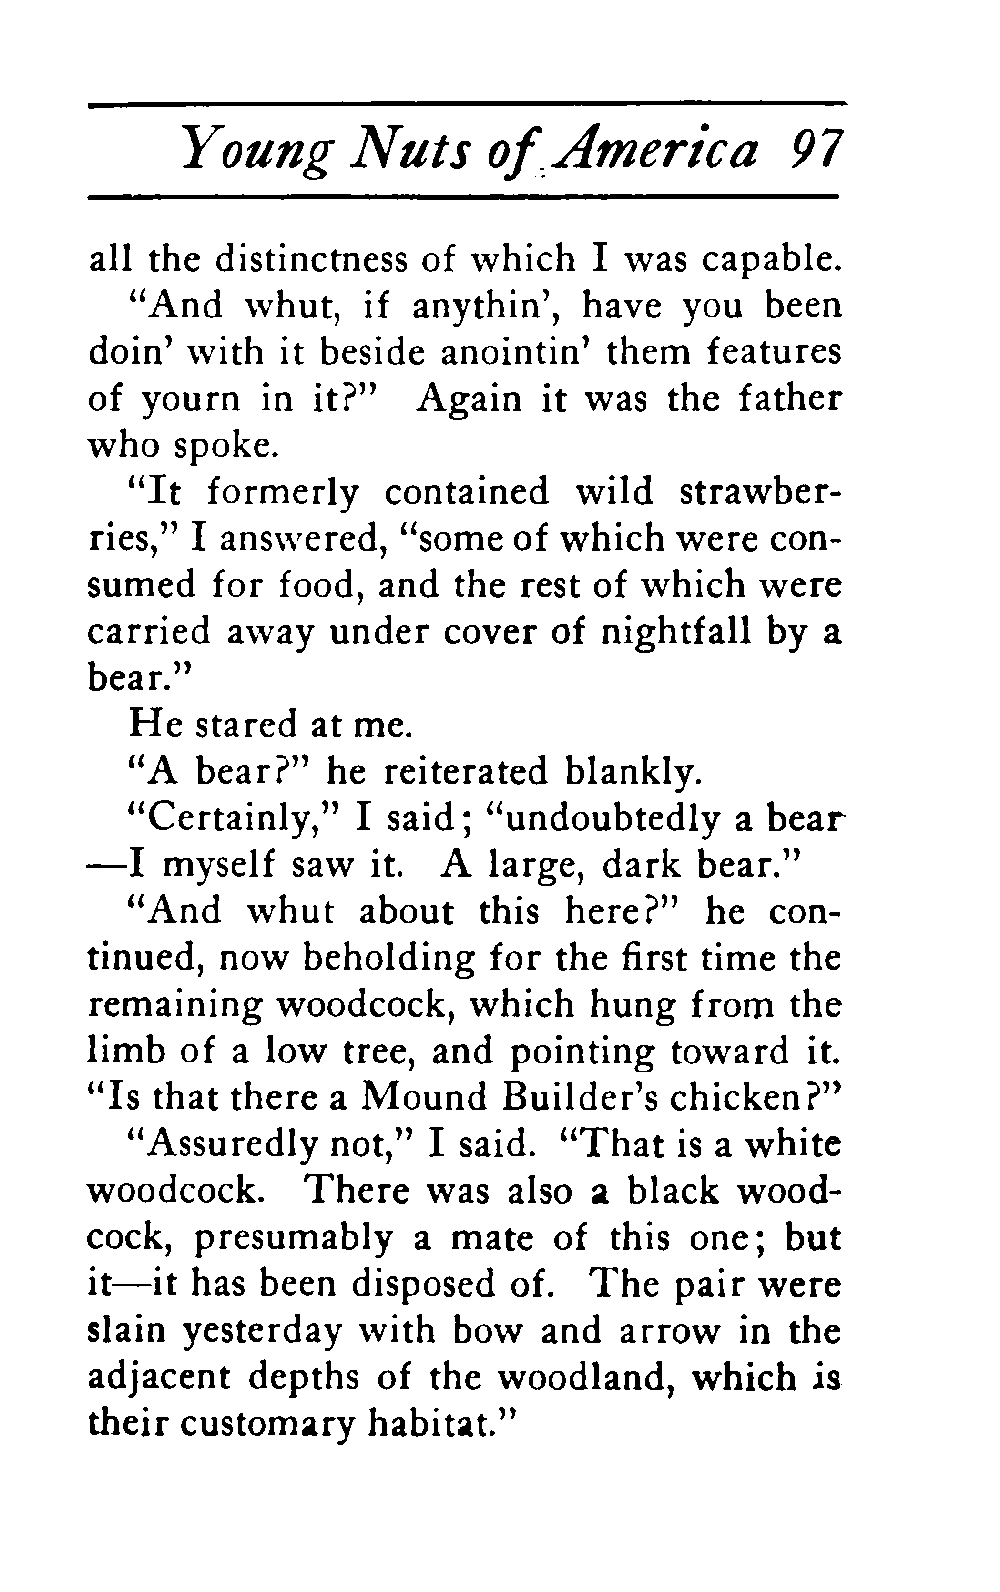 Young Nuts of America 97
all the distinctness of which I was capable.
“And whut, if anythin’, have you been
doin’ with it beside anointin’ them features
of yourn in it?” Again it was the father
who spoke.
“It formerly contained wild strawber-
ries,” I answered, “some of which were con-
sumed for food, and the rest of which were
carried away under cover of nightfall by a
bear.”
He stared at me.
“A bear?” he reiterated blankly.
“Certainly,” I said; “undoubtedly a bear
—I myself saw it. A large, dark bear.”
“And whut about this here?” he con-
tinued, now beholding for the first time the
remaining woodcock, which hung from the
limb of a low tree, and pointing toward it.
“Is that there a Mound Builder’s chicken?”
“Assuredly not,” I said. “That is a white
woodcock. There was also a black wood-
cock, presumably a mate of this one; but
it—it has been disposed of. The pair were
slain yesterday with bow and arrow in the
adjacent depths of the woodland, which is
their customary habitat.”